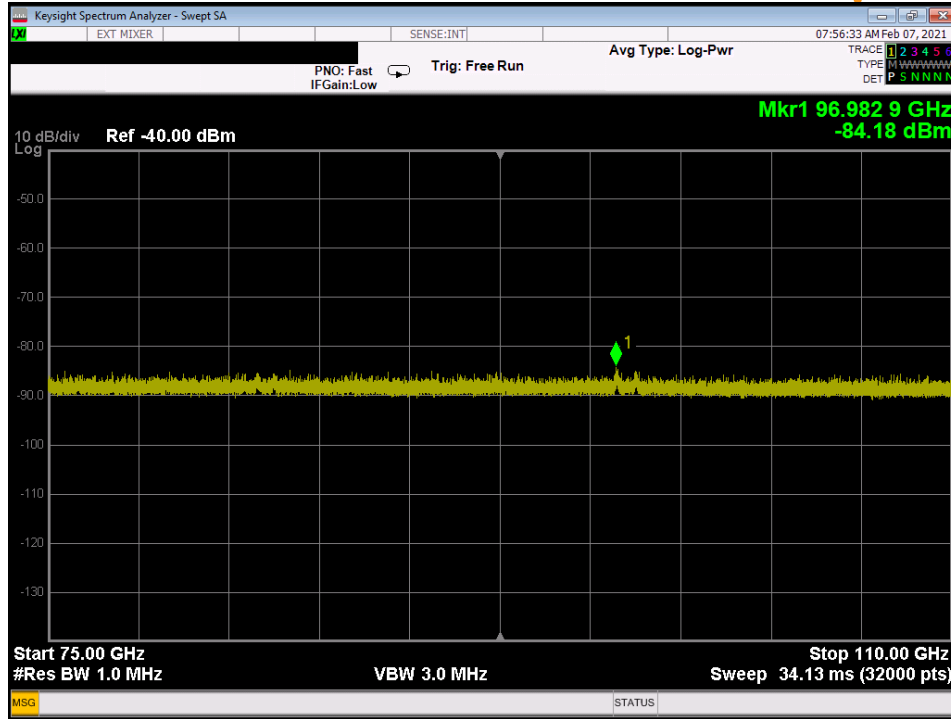 Keysight Spectrum Analyzer - Swept SA
LXI EXT MIXER SENSE:INT 07:56:33 AM Feb 07, 2021
Avg Type: Log-Pwr TRACE 1 2 3 4 5 6
PNO: Fast Trig: Free Run TYPE M WWWWW
IFGain:Low DET P S N N N N
Mkr1 96.982 9 GHz
10 dB/div Ref -40.00 dBm -84.18 dBm
Log
-50.0
-60.0
-70.0
-80.0
1
-90.0
-100
-110
-120
-130
Start 75.00 GHz Stop 110.00 GHz
#Res BW 1.0 MHz VBW 3.0 MHz Sweep 34.13 ms (32000 pts)
MSG STATUS